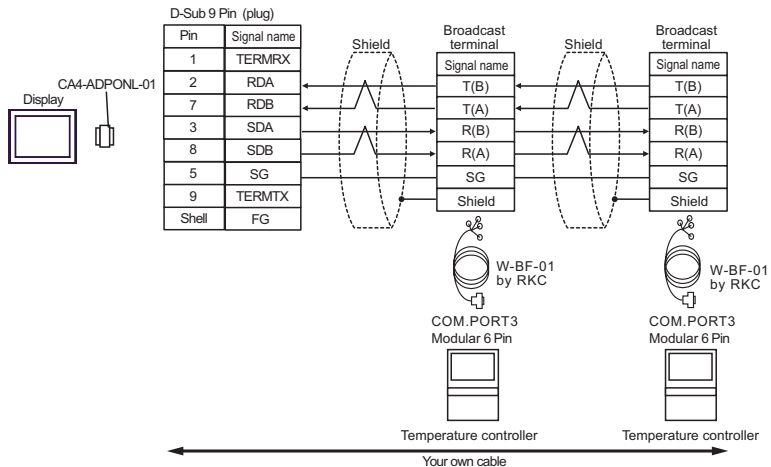 D-Sub 9 Pin (plug)
Pin Signal name
1 TERMRX
2 RDA
7 RDB
3 SDA
8 SDB
5 SG
9 TERMTX
Shell FG
Display
CA4-ADPONL-01
Shield
Broadcast
terminal
Signal name
T(B)
T(A)
R(B)
R(A)
SG
Shield
Shield
Broadcast
terminal
Signal name
T(B)
T(A)
R(B)
R(A)
SG
Shield
W-BF-01
by RKC
COM.PORT3
Modular 6 Pin
Temperature controller
W-BF-01
by RKC
COM.PORT3
Modular 6 Pin
Temperature controller
Your own cable